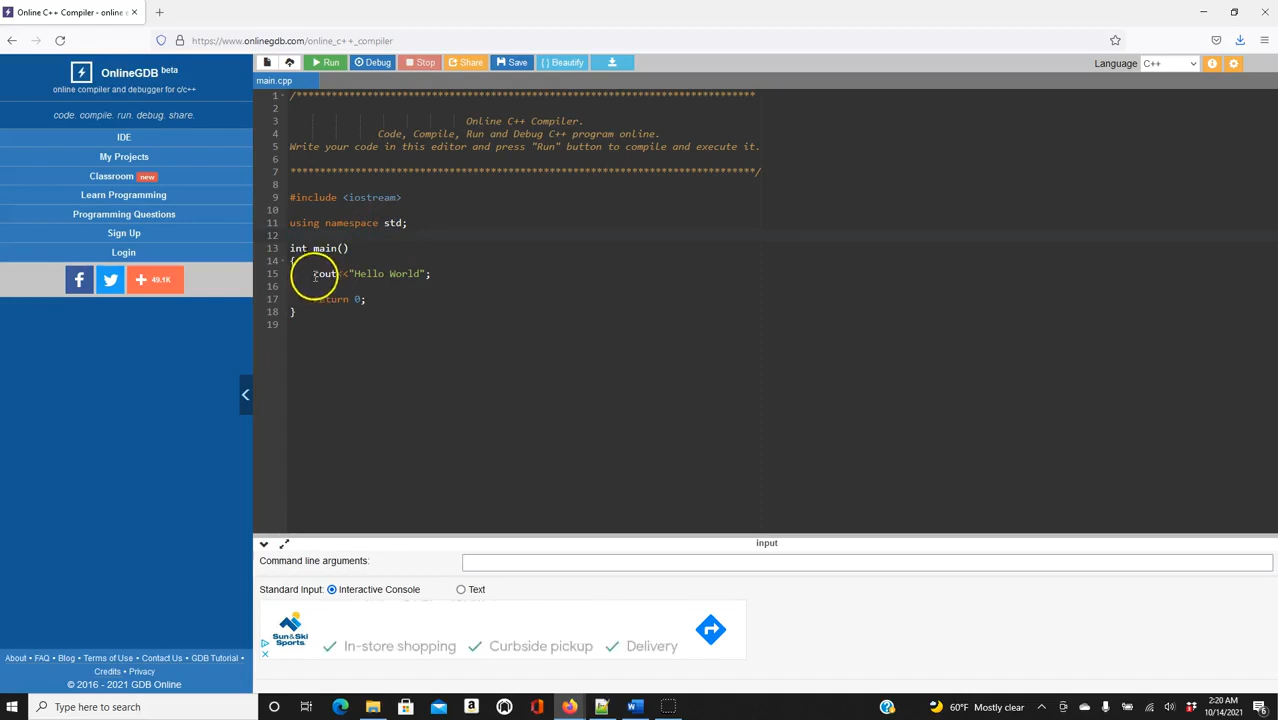 Online C++ Compiler - online c
https://www.onlinegdb.com/online_c++_compiler
OnlineGDB beta
online compiler and debugger for c/c++
code. compile. run. debug. share.
IDE
My Projects
Classroom new
Learn Programming
Programming Questions
Sign Up
Login
49.1K
About • FAQ • Blog • Terms of Use • Contact Us • GDB Tutorial •
Credits • Privacy
© 2016 - 2021 GDB Online
Run Debug Stop Share Save { } Beautify Language C++
main.cpp
1 /******************************************************************************
2
3 Online C++ Compiler.
4 Code, Compile, Run and Debug C++ program online.
5 Write your code in this editor and press "Run" button to compile and execute it.
6
7 *******************************************************************************/
8
9 #include <iostream>
10
11 using namespace std;
12
13 int main()
14 {
15 cout<<"Hello World";
16
17 return 0;
18 }
19
input
Command line arguments:
Standard Input: Interactive Console Text
SUN&SKI
SPORTS
In-store shopping Curbside pickup Delivery
Type here to search
60°F Mostly clear
2:20 AM
10/14/2021
6